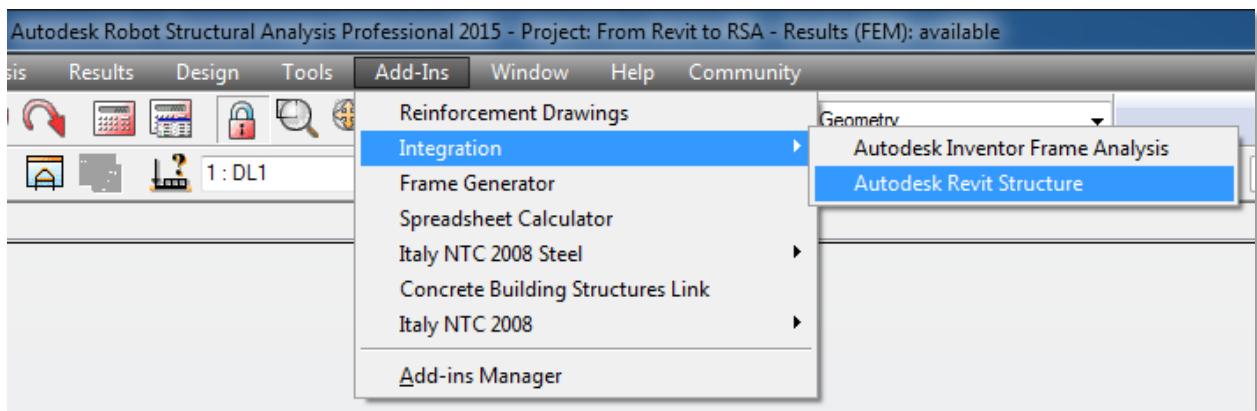 Autodesk Robot Structural Analysis Professional 2015 - Project: From Revit to RSA - Results (FEM): available
sis Results Design Tools Add-Ins Window Help Community
Reinforcement Drawings
Geometry
Integration
Autodesk Inventor Frame Analysis
1 : DL1
Frame Generator
Autodesk Revit Structure
Spreadsheet Calculator
Italy NTC 2008 Steel
Concrete Building Structures Link
Italy NTC 2008
Add-ins Manager